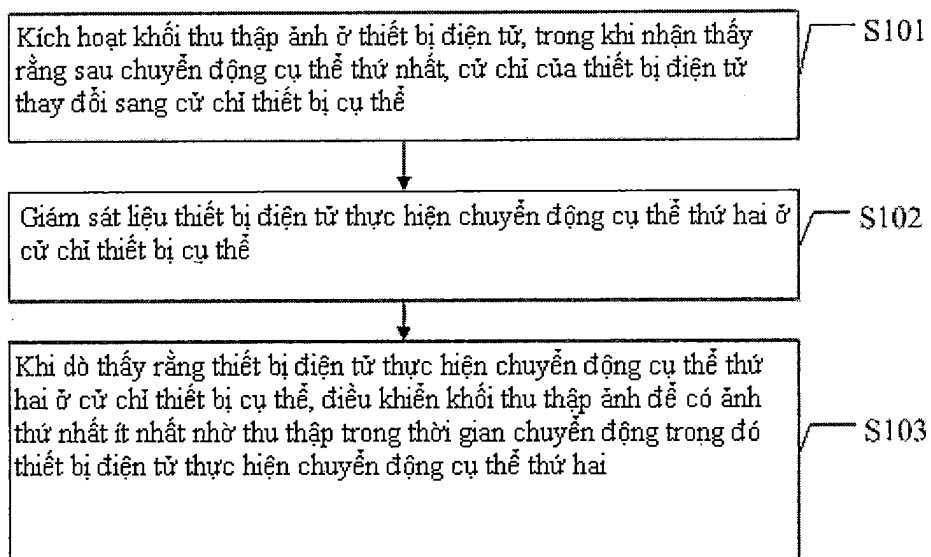 Kích hoạt khối thu thập ảnh ở thiết bị điện tử, trong khi nhận thấy
rằng sau chuyển động cụ thể thứ nhất, cử chỉ của thiết bị điện tử
thay đổi sang cử chỉ thiết bị cụ thể
S101
Giám sát liệu thiết bị điện tử thực hiện chuyển động cụ thể thứ hai ở
cử chỉ thiết bị cụ thể
S102
Khi dò thấy rằng thiết bị điện tử thực hiện chuyển động cụ thể thứ
hai ở cử chỉ thiết bị cụ thể, điều khiển khối thu thập ảnh để có ảnh
thứ nhất ít nhất nhờ thu thập trong thời gian chuyển động trong đó
thiết bị điện tử thực hiện chuyển động cụ thể thứ hai
S103